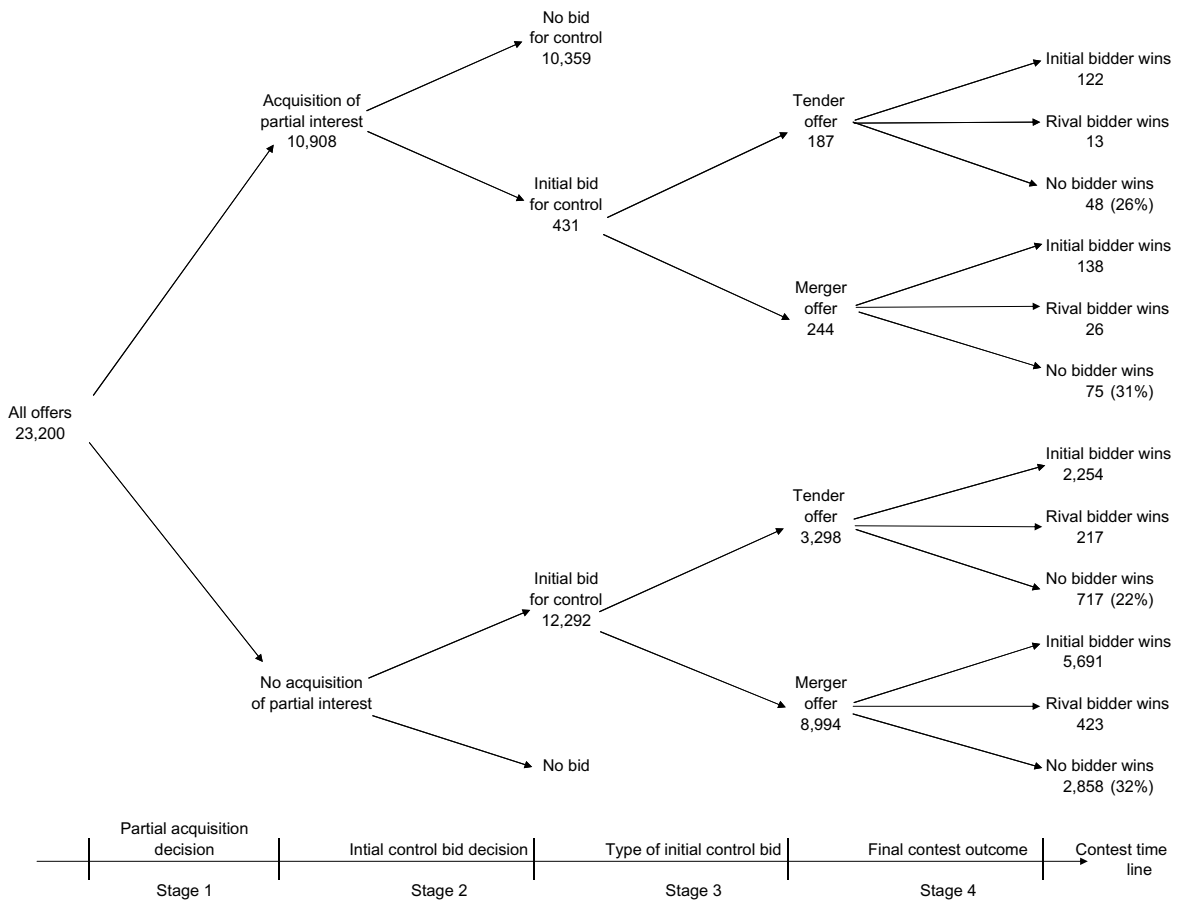 No bid
for control
10,359
Initial bidder wins
122
Acquisition of
partial interest
10,908
Tender
offer
187
Rival bidder wins
13
Initial bid
for control
431
No bidder wins
48 (26%)
Initial bidder wins
138
Merger
offer
244
Rival bidder wins
26
No bidder wins
75 (31%)
All offers
23,200
Initial bidder wins
2,254
Tender
offer
3,298
Rival bidder wins
217
Initial bid
for control
12,292
No bidder wins
717 (22%)
Initial bidder wins
5,691
No acquisition
of partial interest
Merger
offer
8,994
Rival bidder wins
423
No bid
No bidder wins
2,858 (32%)
Partial acquisition
decision
Intial control bid decision
Type of initial control bid
Final contest outcome
Contest time
line
Stage 1
Stage 2
Stage 3
Stage 4